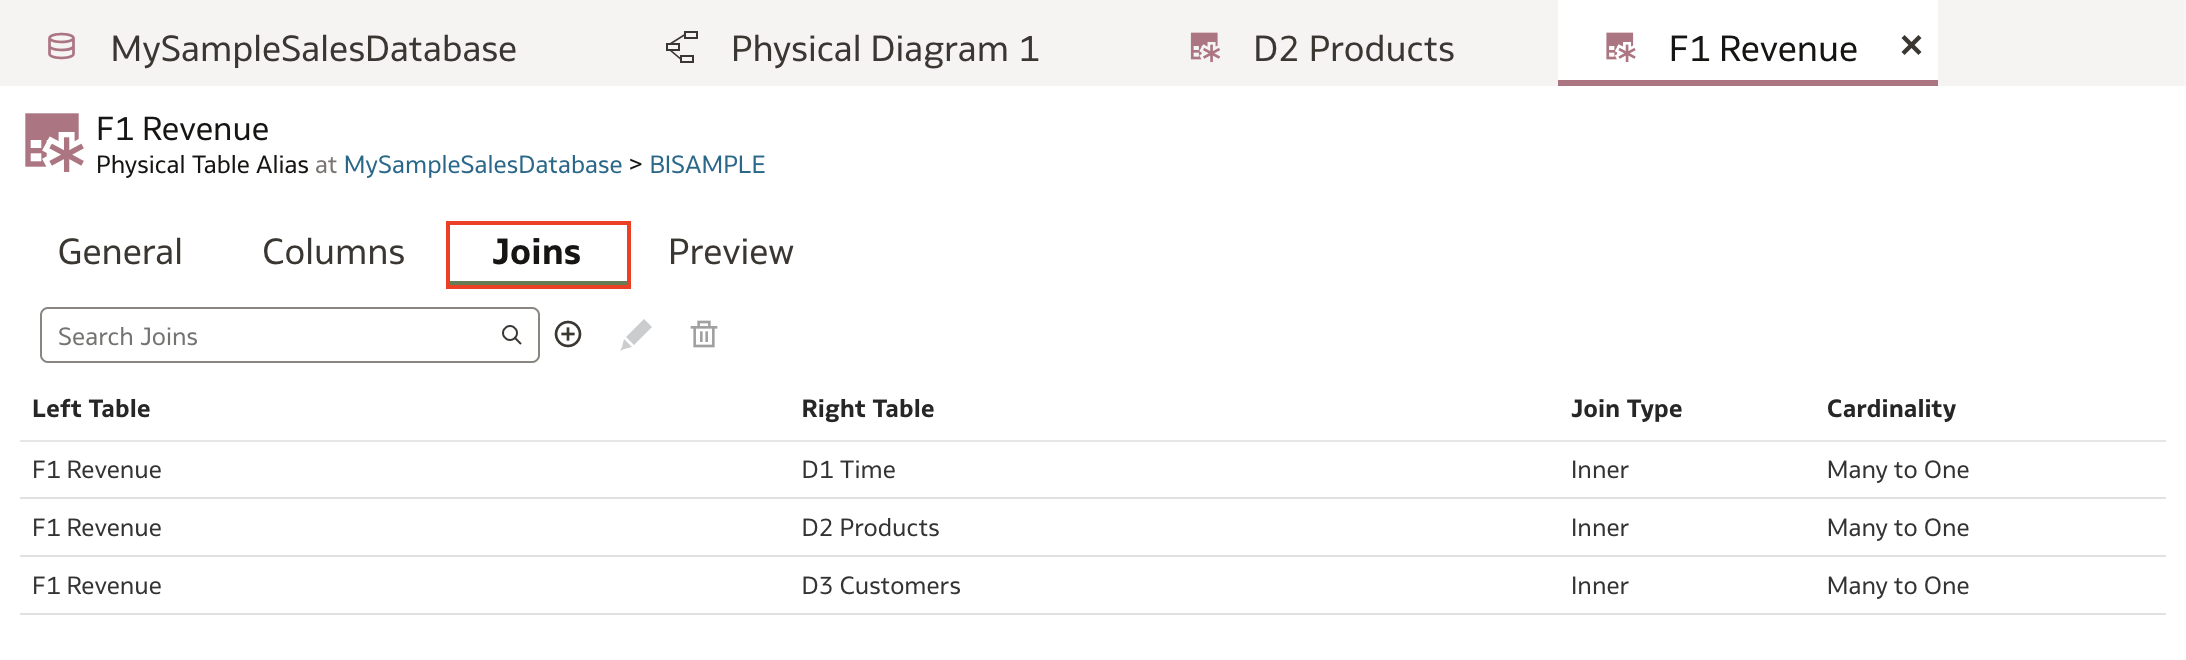 MySampleSalesDatabase Physical Diagram 1 D2 Products F1 Revenue
F1 Revenue
Physical Table Alias at MySampleSalesDatabase > BISAMPLE
General Columns Joins Preview
Search Joins
Left Table Right Table Join Type Cardinality
F1 Revenue D1 Time Inner Many to One
F1 Revenue D2 Products Inner Many to One
F1 Revenue D3 Customers Inner Many to One